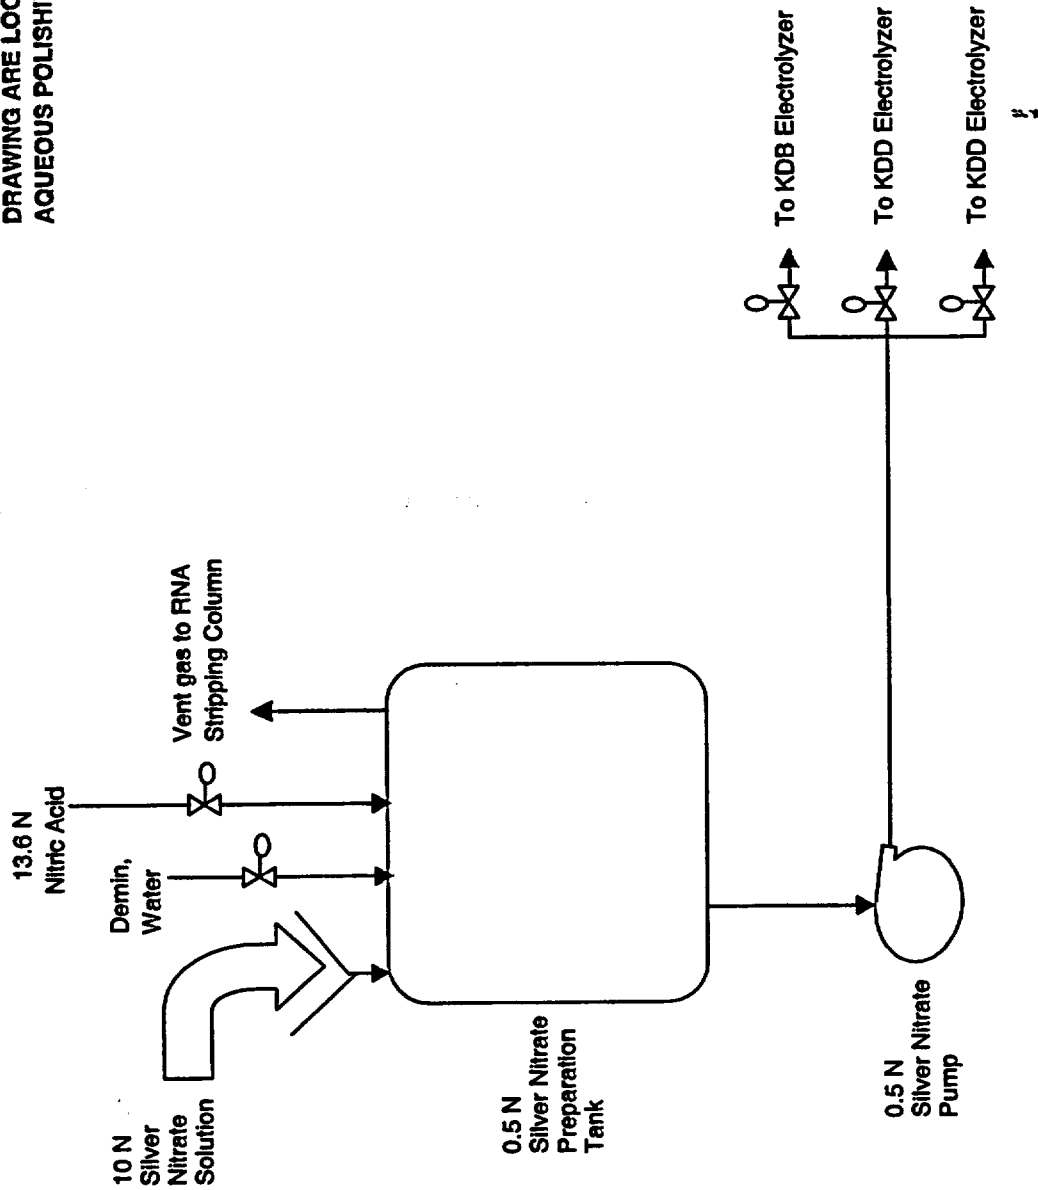 DRAWING ARE
AQUEOUS
13.6 N
Nitric Acid
Demin,
Water
Vent gas to RNA
Stripping Column
10 N
Silver
Nitrate
Solution
0.5 N
Silver Nitrate
Preparation
Tank
0.5 N
Silver Nitrate
Pump
To KDB Electrolyzer
To KDD Electrolyzer
To KDD Electrolyzer